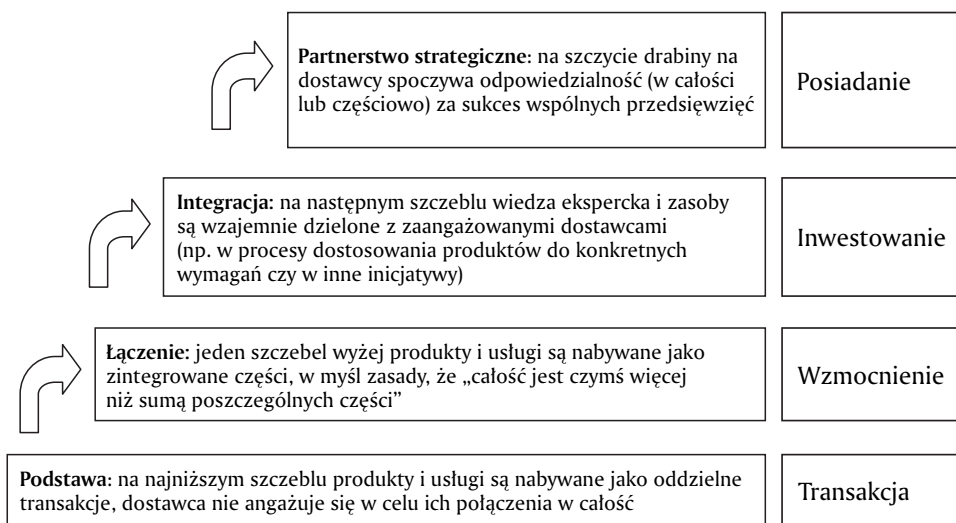 Partnerstwo strategiczne: na szczycie drabiny na
dostawcy spoczywa odpowiedzialność (w całości
lub częściowo) za sukces wspólnych przedsięwzięć
Posiadanie
Integracja: na następnym szczeblu wiedza ekspercka i zasoby
są wzajemnie dzielone z zaangażowanymi dostawcami
(np. w procesy dostosowania produktów do konkretnych
wymagań czy w inne inicjatywy)
Inwestowanie
Łączenie: jeden szczebel wyżej produkty i usługi są nabywane jako
zintegrowane części, w myśl zasady, że „całość jest czymś więcej
niż sumą poszczególnych części”
Wzmocnienie
Podstawa: na najniższym szczeblu produkty i usługi są nabywane jako oddzielne
transakcje, dostawca nie angażuje się w celu ich połączenia w całość
Transakcja